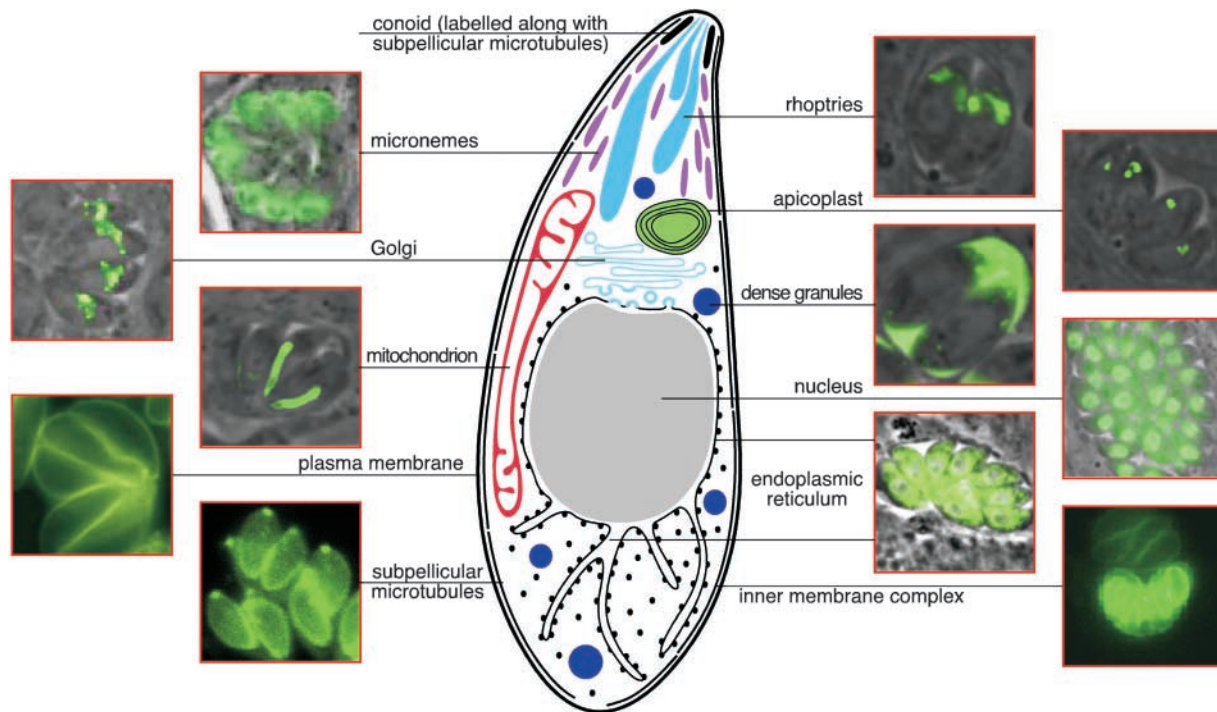 conoid (labelled along with
subpellicular microtubules)
micronemes
Golgi
mitochondrion
plasma membrane
subpellicular
microtubules
rhoptries
apicoplast
dense granules
nucleus
endoplasmic
reticulum
inner membrane complex